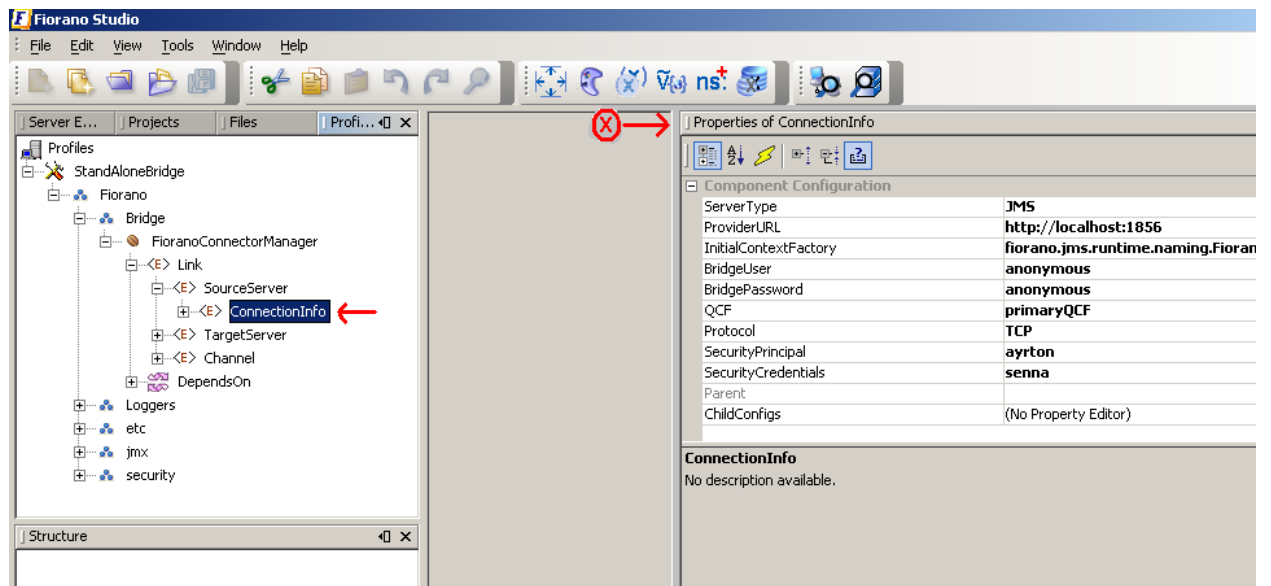 Fiorano Studio
File Edit View Tools Window Help
ns:
Server E... Projects Files Profi...
Profiles
StandAloneBridge
Fiorano
Bridge
FioranoConnectorManager
<E> Link
<E> SourceServer
<E> ConnectionInfo
<E> TargetServer
<E> Channel
DependsOn
Loggers
etc
jmx
security
Structure
X
Properties of ConnectionInfo
Component Configuration
ServerType JMS
ProviderURL http://localhost:1856
InitialContextFactory fiorano.jms.runtime.naming.Fioran
BridgeUser anonymous
BridgePassword anonymous
QCF primaryQCF
Protocol TCP
SecurityPrincipal ayrton
SecurityCredentials senna
Parent
ChildConfigs (No Property Editor)
ConnectionInfo
No description available.